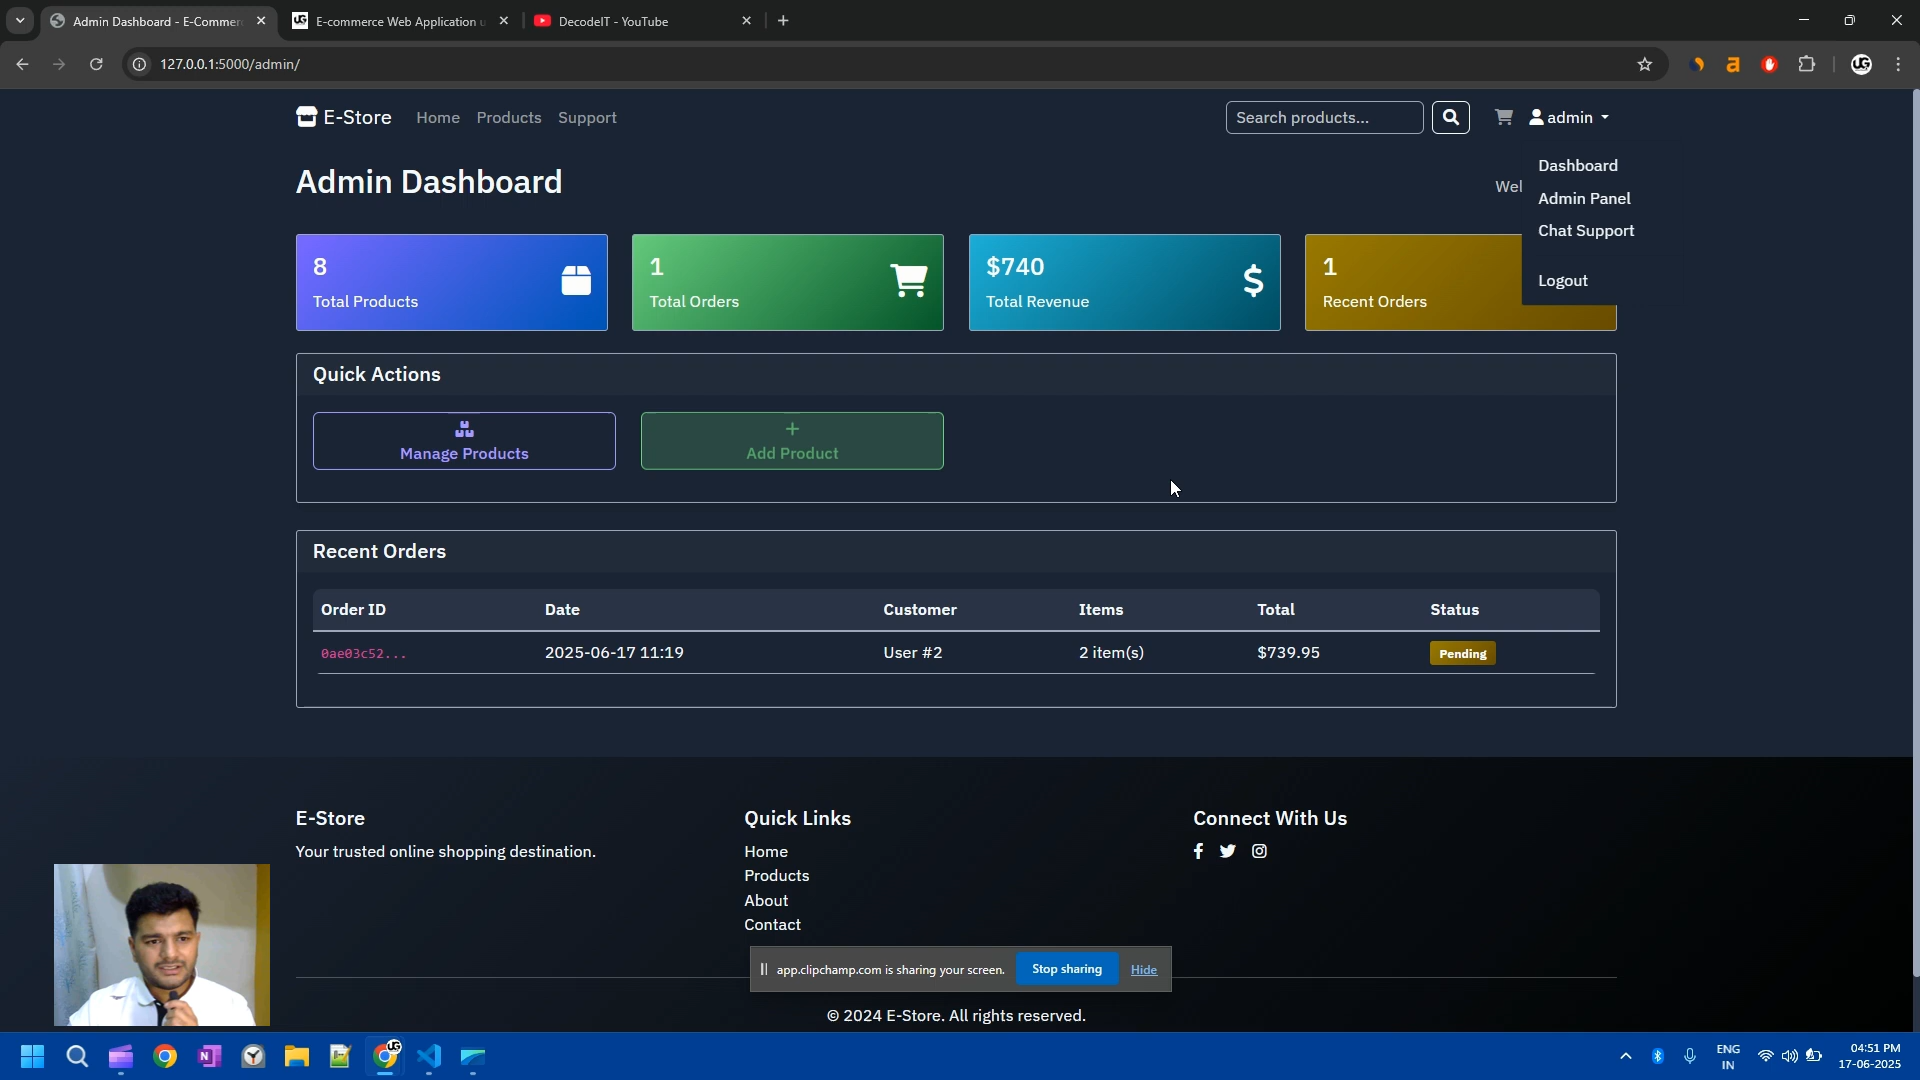 Admin Dashboard - E-Commer
E-commerce Web Application u
DecodeIT - YouTube
127.0.0.1:5000/admin/
E-Store
Home
Products
Support
Search products...
admin
Admin Dashboard
Wel
Dashboard
Admin Panel
Chat Support
Logout
8
Total Products
1
Total Orders
$740
Total Revenue
1
Recent Orders
Quick Actions
Manage Products
Add Product
Recent Orders
Order ID Date Customer Items Total Status
0ae03c52... 2025-06-17 11:19 User #2 2 item(s) $739.95 Pending
E-Store
Your trusted online shopping destination.
Quick Links
Home
Products
About
Contact
Connect With Us
app.clipchamp.com is sharing your screen.
Stop sharing
Hide
© 2024 E-Store. All rights reserved.
ENG
IN
04:51 PM
17-06-2025